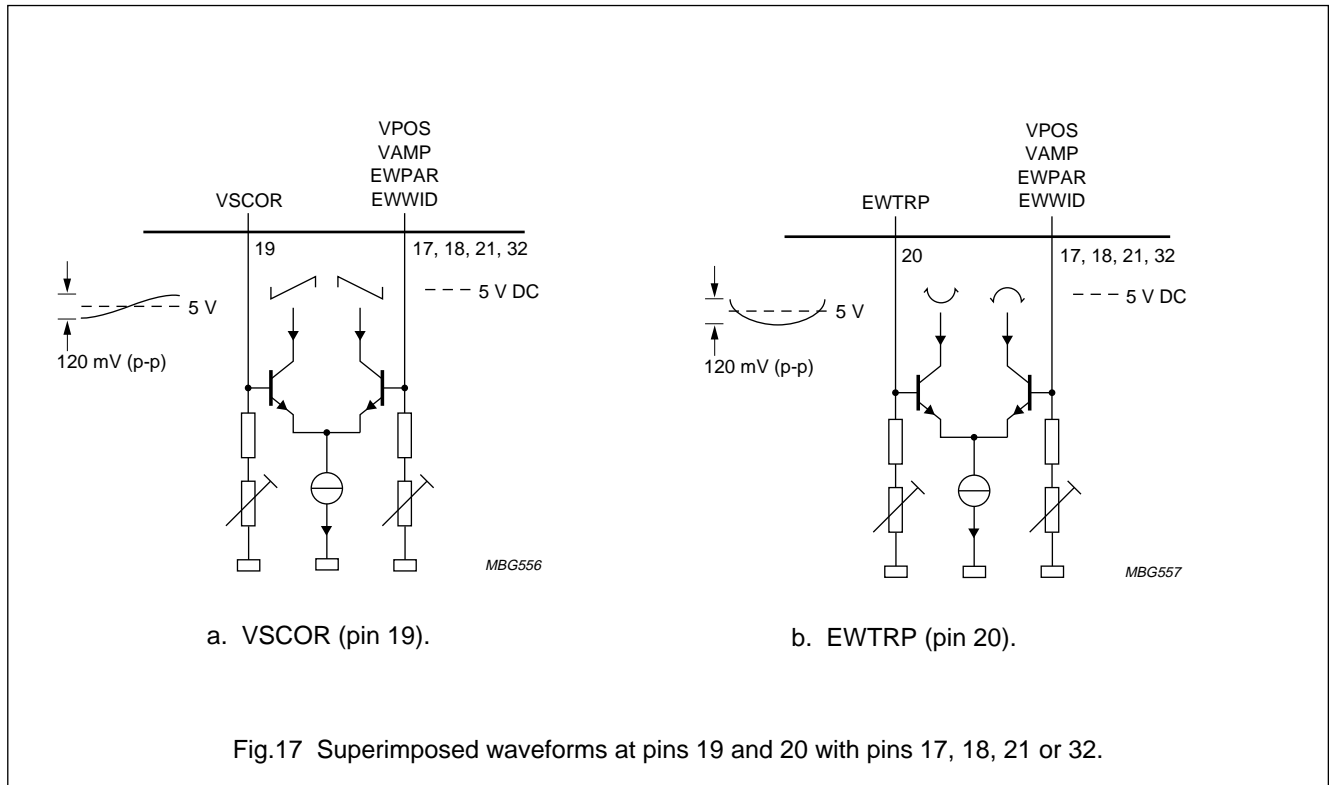 VPOS
VAMP
EWPAR
EWWID
VSCOR
19
17, 18, 21, 32
5 V DC
5 V
120 mV (p-p)
MBG556
a. VSCOR (pin 19).
VPOS
VAMP
EWPAR
EWWID
EWTRP
20
17, 18, 21, 32
5 V DC
5 V
120 mV (p-p)
MBG557
b. EWTRP (pin 20).
Fig.17 Superimposed waveforms at pins 19 and 20 with pins 17, 18, 21 or 32.